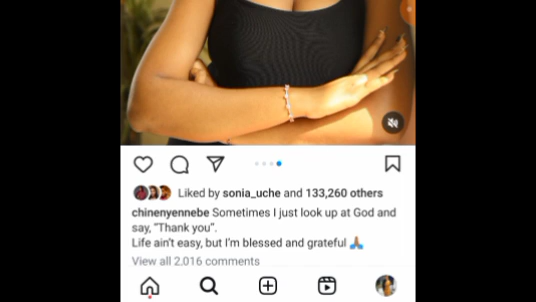 Liked by sonia_uche and 133,260 others
chinenyennebe Sometimes I just look up at God and
say, "Thank you".
Life ain't easy, but I'm blessed and grateful 🙏🏽
View all 2,016 comments